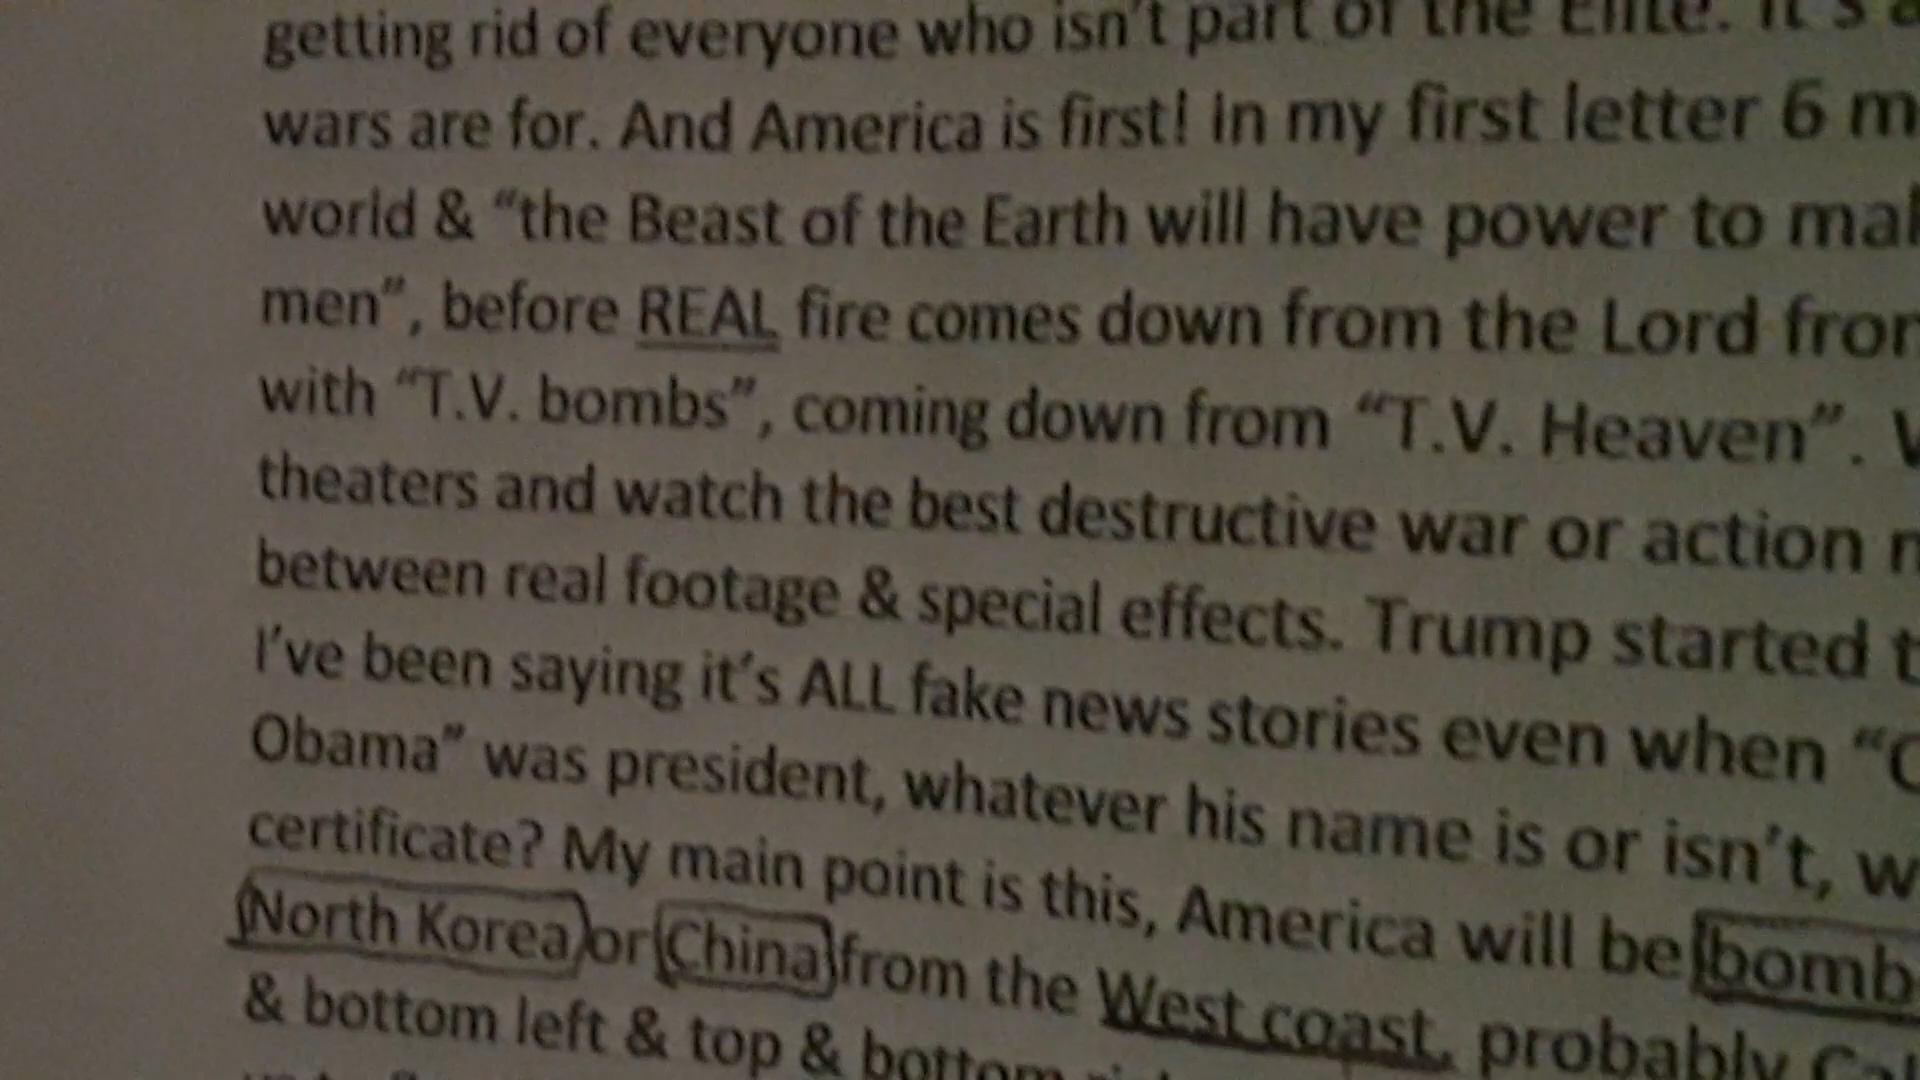 getting rid of everyone who isn't part of the Elite. It's
wars are for. And America is first! In my first letter 6
world & “the Beast of the Earth will have power to
men”, before REAL fire comes down from the Lord
with “T.V. bombs”, coming down from “T.V. Heaven”.
theaters and watch the best destructive war or action
between real footage & special effects. Trump started
I've been saying it's ALL fake news stories even when
Obama” was president, whatever his name is or isn't,
certificate? My main point is this, America will be bomb
North Korea or China from the West coast, probably
& bottom left & top & bottom